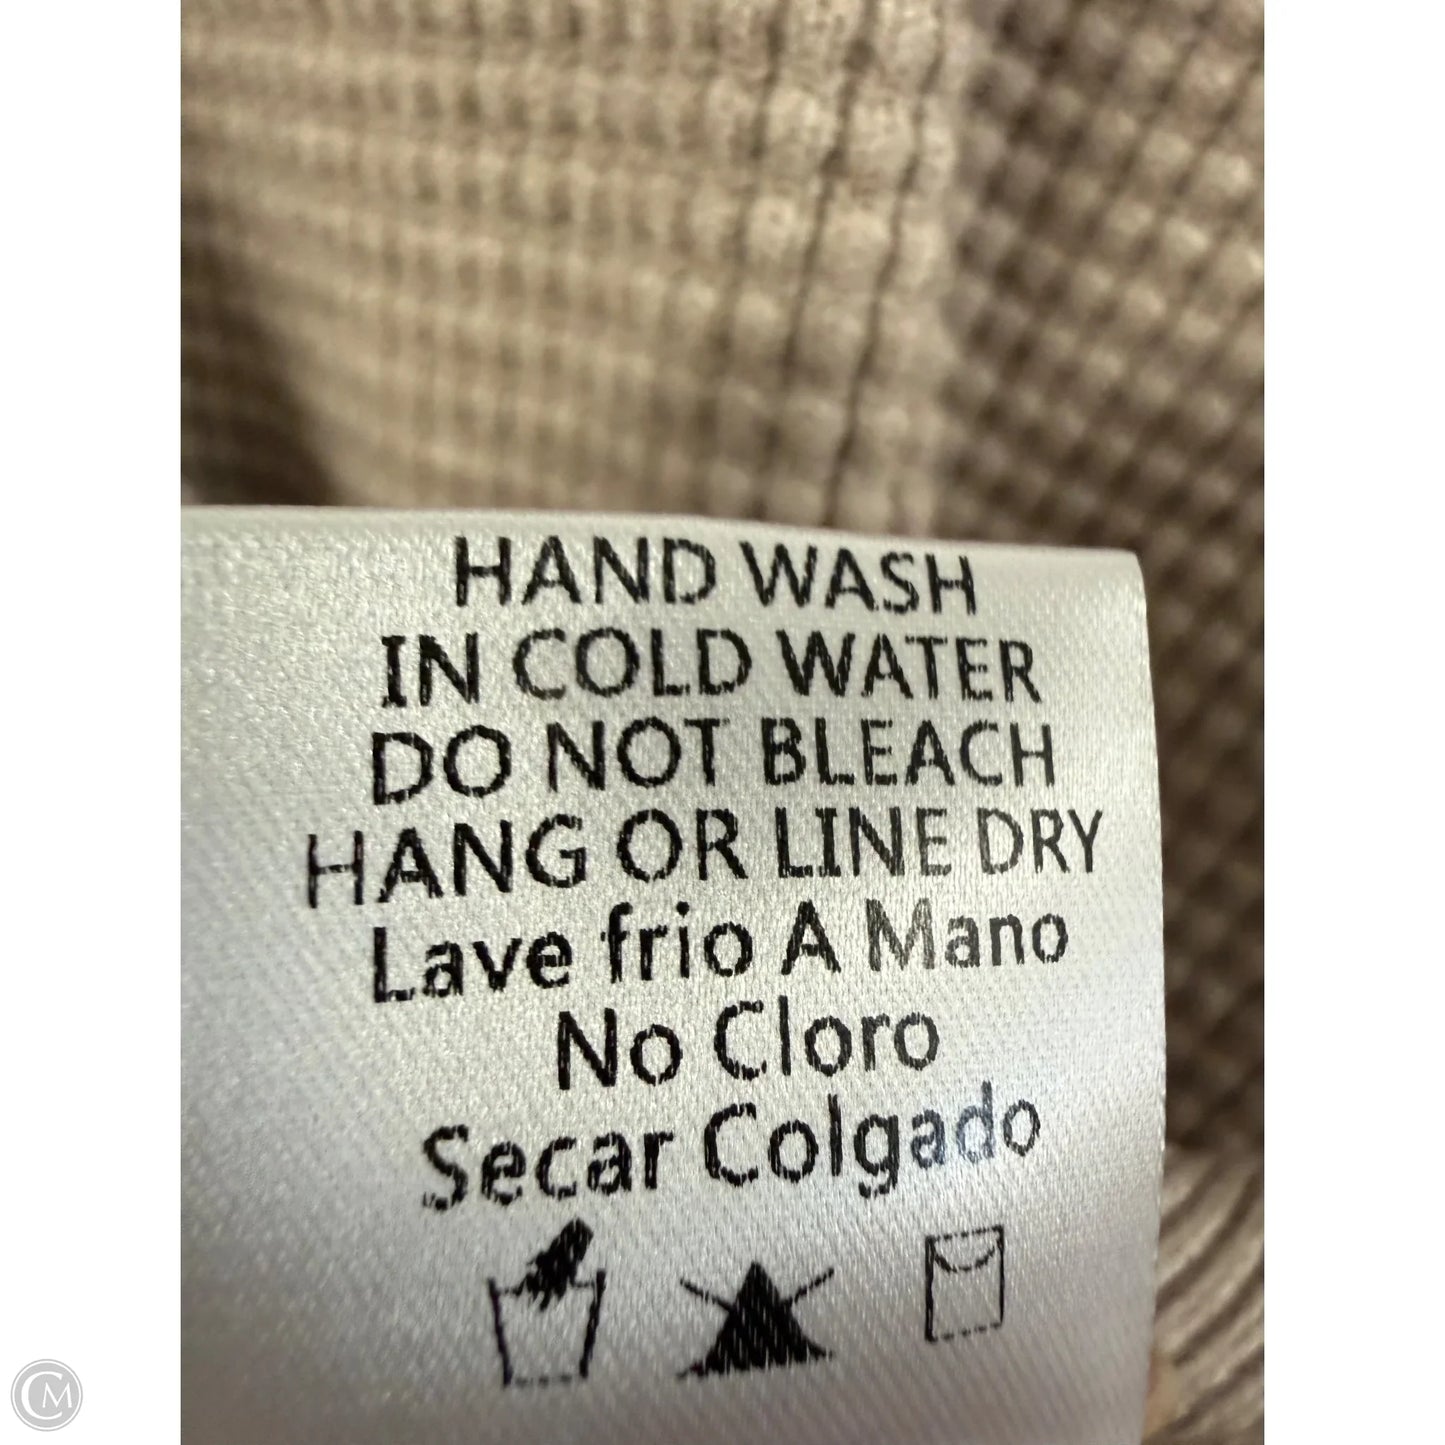 HAND WASH
IN COLD WATER
DO NOT BLEACH
HANG OR LINE DRY
Lave frio A Mano
No Cloro
Secar Colgado
CM